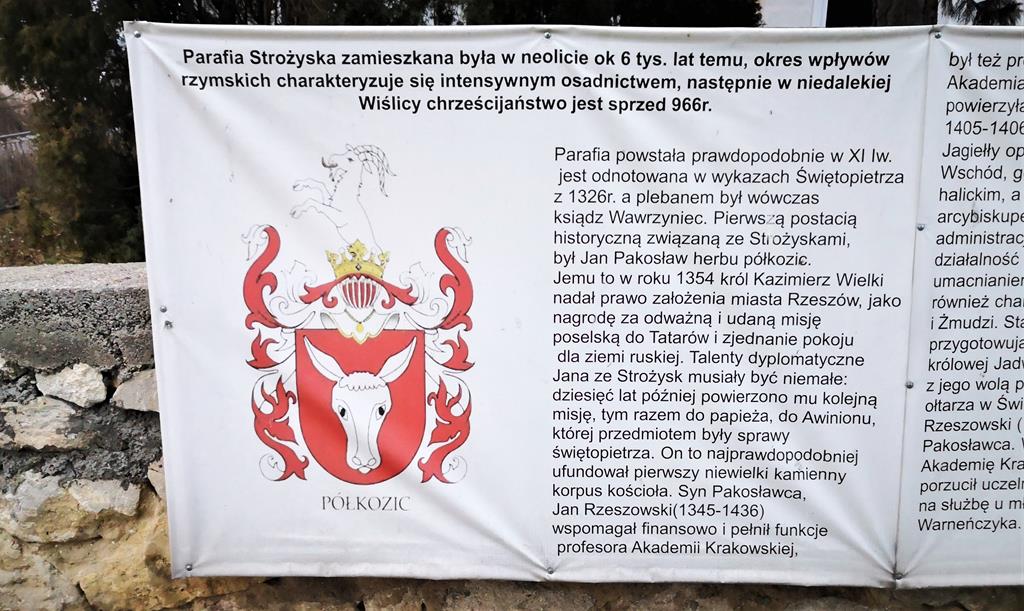 Parafia Strożyska zamieszkana była w neolicie ok 6 tys. lat temu, okres wpływów
rzymskich charakteryzuje się intensywnym osadnictwem, następnie w niedalekiej
Wiślicy chrześcijaństwo jest sprzed 966r.
PÓŁKOZIC
Parafia powstała prawdopodobnie w XI Iw.
jest odnotowana w wykazach Świętopietrza
z 1326r. a plebanem był wówczas
ksiądz Wawrzyniec. Pierwszą postacią
historyczną związaną ze Strożyskami,
był Jan Pakosław herbu półkozic.
Jemu to w roku 1354 król Kazimierz Wielki
nadał prawo założenia miasta Rzeszów, jako
nagrodę za odważną i udaną misję
poselską do Tatarów i zjednanie pokoju
dla ziemi ruskiej. Talenty dyplomatyczne
Jana ze Strożysk musiały być niemałe:
dziesięć lat później powierzono mu kolejną
misję, tym razem do papieża, do Awinionu,
której przedmiotem były sprawy
świętopietrza. On to najprawdopodobniej
ufundował pierwszy niewielki kamienny
korpus kościoła. Syn Pakosławca,
Jan Rzeszowski(1345-1436)
wspomagał finansowo i pełnił funkcje
profesora Akademii Krakowskiej,
był też pr
Akademia
powierzyła
1405-1406
Jagiełły op
Wschód, g
halickim, a
arcybiskupe
administrac
działalność
umacnianie
również cha
i Żmudzi. Sta
przygotowuja
królowej Jadw
z jego wolą p
ołtarza w Świ
Rzeszowski (
Pakosławca. 
Akademię Kra
porzucił uczeln
na służbę u m
Warneńczyka.